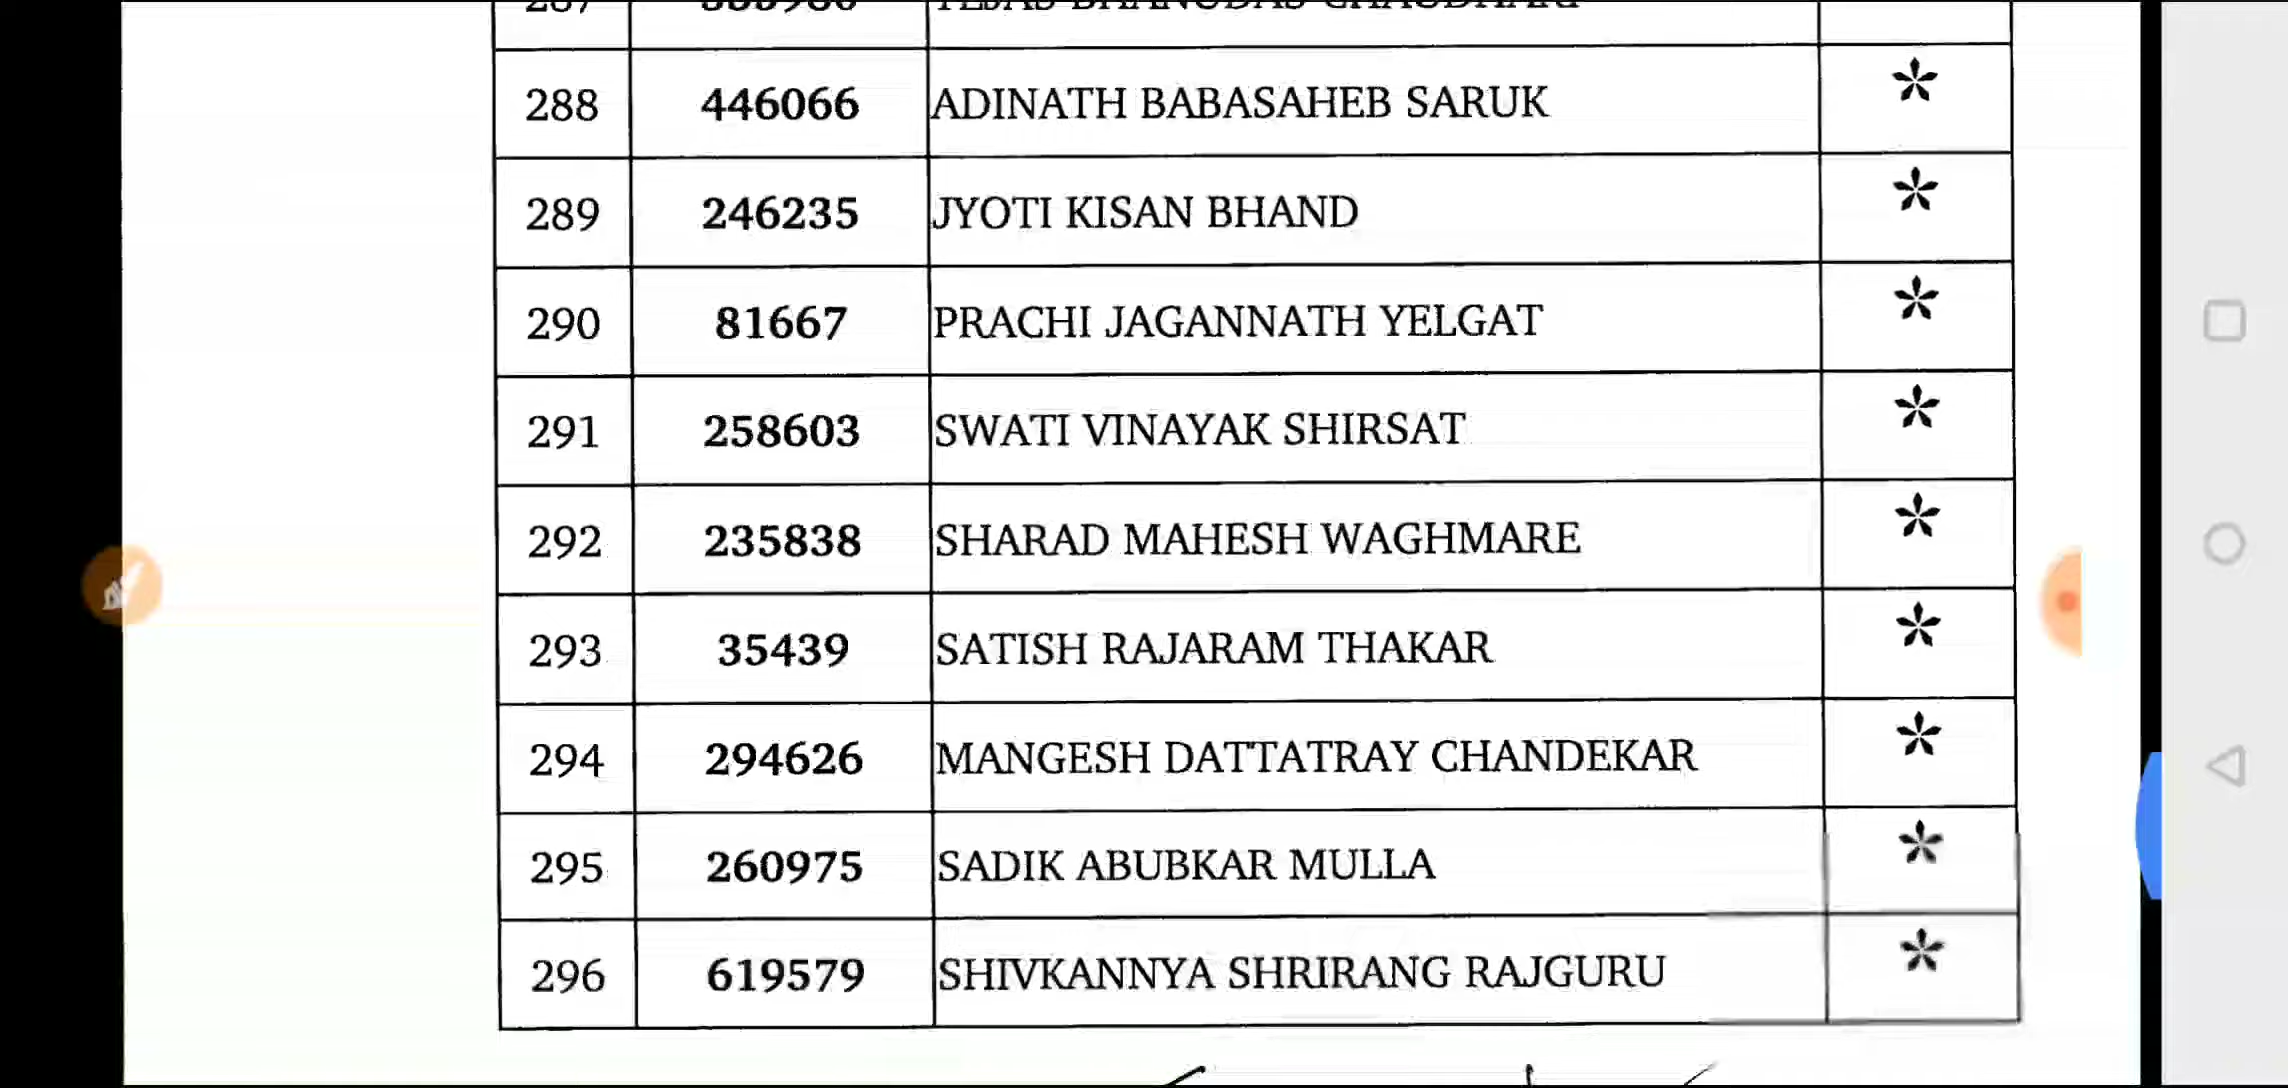 288 446066 ADINATH BABASAHEB SARUK *
289 246235 JYOTI KISAN BHAND *
290 81667 PRACHI JAGANNATH YELGAT *
291 258603 SWATI VINAYAK SHIRSAT *
292 235838 SHARAD MAHESH WAGHMARE *
293 35439 SATISH RAJARAM THAKAR *
294 294626 MANGESH DATTATRAY CHANDEKAR *
295 260975 SADIK ABUBKAR MULLA *
296 619579 SHIVKANNYA SHRIRANG RAJGURU *